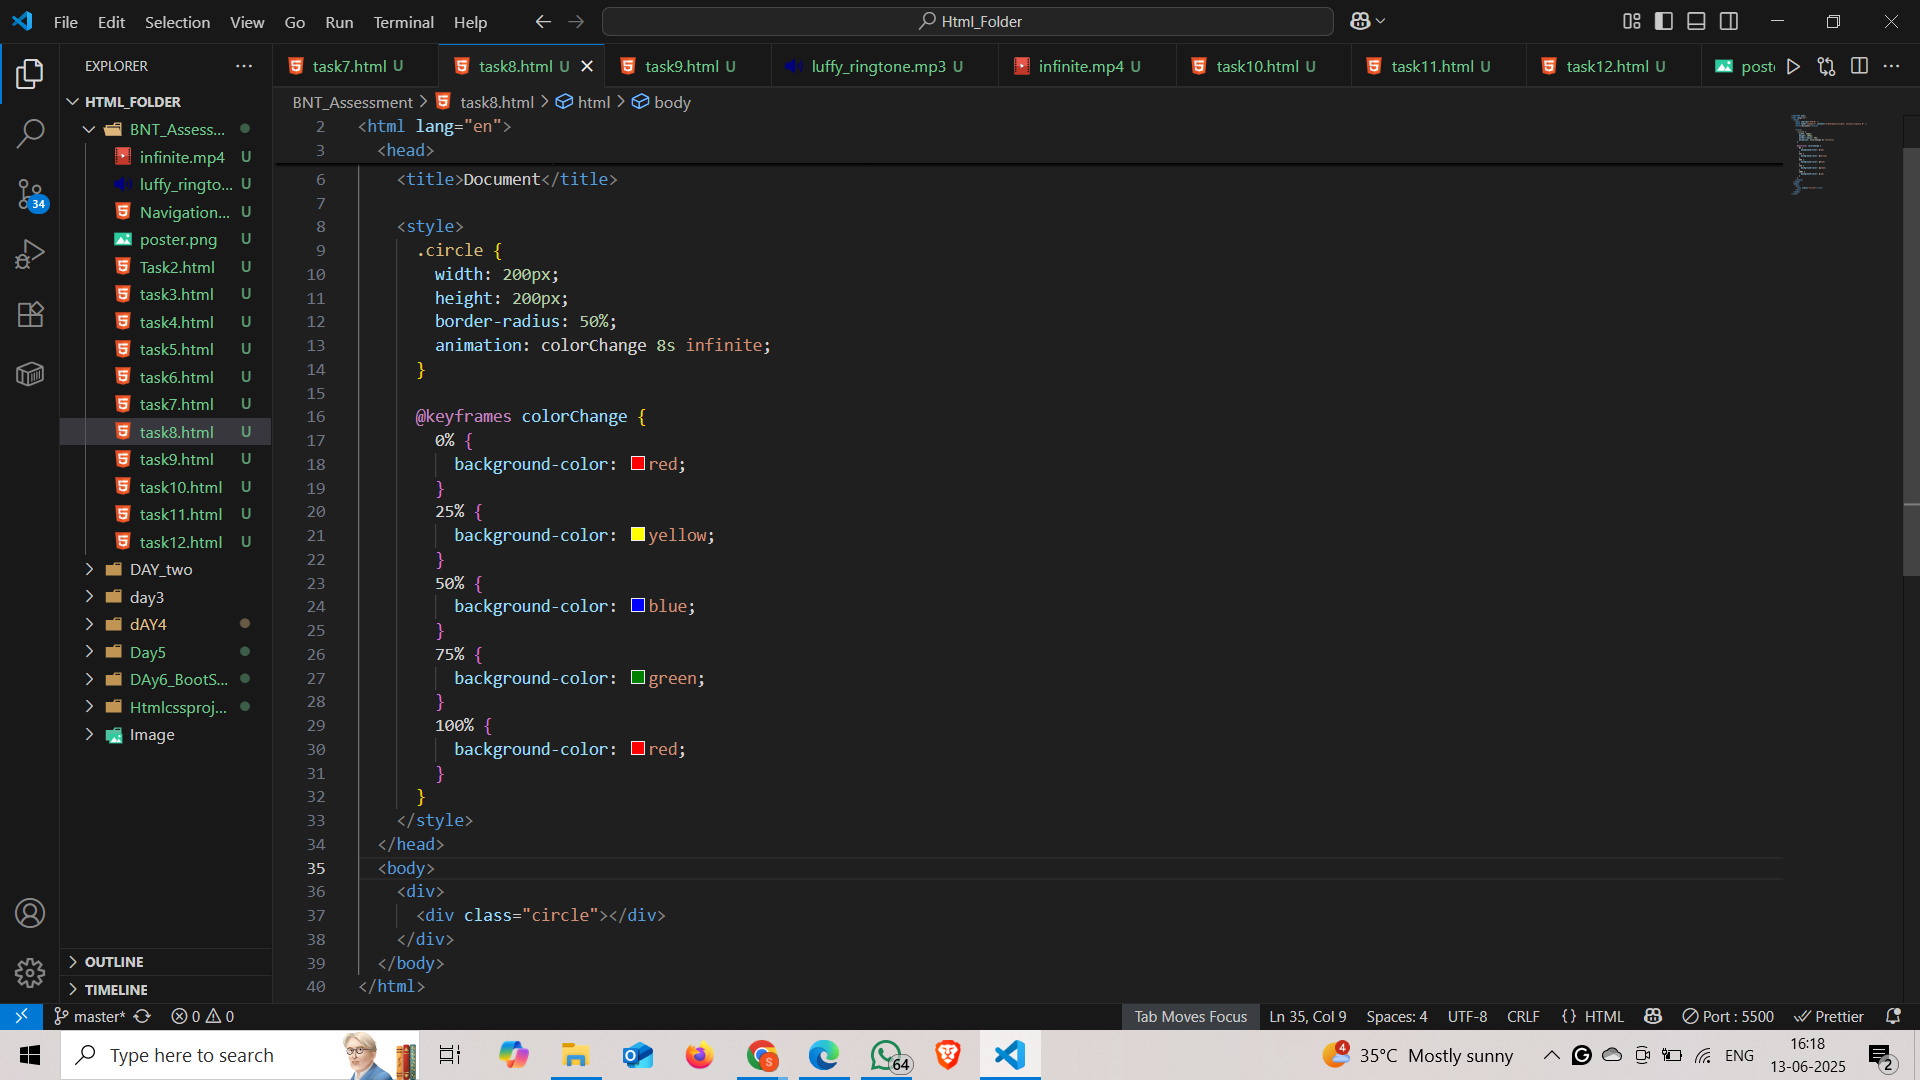 File Edit Selection View Go Run Terminal Help
Html_Folder
EXPLORER
task7.html U
task8.html U
task9.html U
luffy_ringtone.mp3 U
infinite.mp4 U
task10.html U
task11.html U
task12.html U
BNT_Assessment > task8.html > html > body
HTML_FOLDER
BNT_Assess...
infinite.mp4 U
luffy_ringto... U
Navigation... U
poster.png U
Task2.html U
task3.html U
task4.html U
task5.html U
task6.html U
task7.html U
task8.html U
task9.html U
task10.html U
task11.html U
task12.html U
DAY_two
day3
dAY4
Day5
DAy6_BootS...
Htmlcssproj...
Image
OUTLINE
TIMELINE
34
2 <html lang="en">
3 <head>
6 <title>Document</title>
7
8 <style>
9 .circle {
10 width: 200px;
11 height: 200px;
12 border-radius: 50%;
13 animation: colorChange 8s infinite;
14 }
15
16 @keyframes colorChange {
17 0% {
18 background-color: red;
19 }
20 25% {
21 background-color: yellow;
22 }
23 50% {
24 background-color: blue;
25 }
26 75% {
27 background-color: green;
28 }
29 100% {
30 background-color: red;
31 }
32 }
33 </style>
34 </head>
35 <body>
36 <div>
37 <div class="circle"></div>
38 </div>
39 </body>
40 </html>
master* 0 0 Tab Moves Focus Ln 35, Col 9 Spaces: 4 UTF-8 CRLF {} HTML Port : 5500 Prettier
Type here to search
64
4 35°C Mostly sunny ENG
16:18
13-06-2025
2